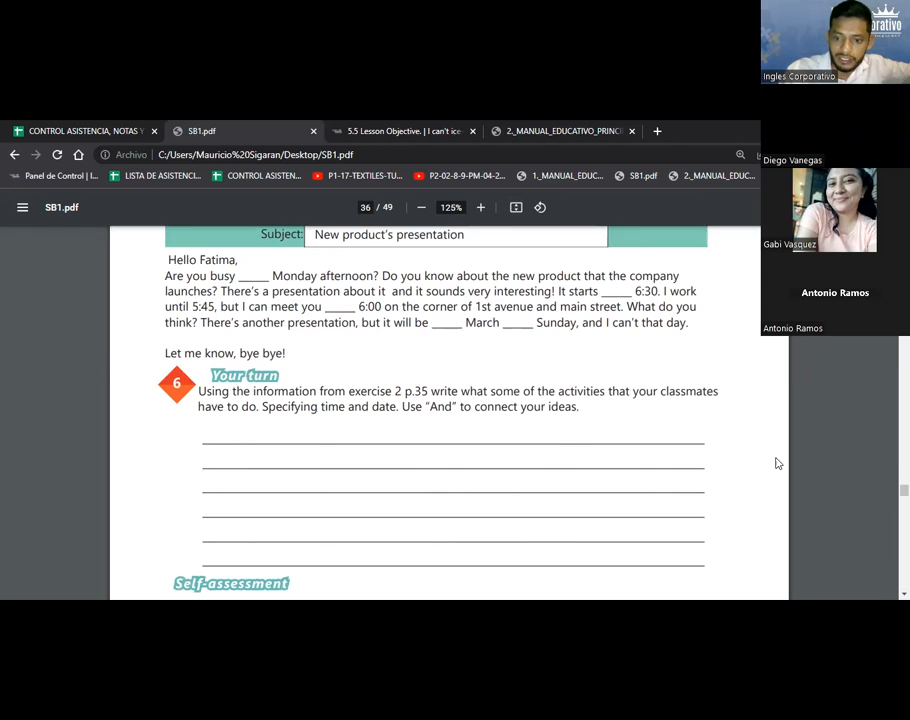 orativo
Ingles Corporativo
CONTROL ASISTENCIA, NOTAS Y
SB1.pdf
5.5 Lesson Objective. | I can't ice-
2._MANUAL_EDUCATIVO_PRINCI
Archivo
C:/Users/Mauricio%20Sigaran/Desktop/SB1.pdf
Diego Vanegas
Panel de Control | I...
LISTA DE ASISTENCI...
CONTROL ASISTEN...
P1-17-TEXTILES-TU...
P2-02-8-9-PM-04-2...
1._MANUAL_EDUC...
SB1.pdf
2._MANUAL_EDUC...
SB1.pdf
36 / 49
125%
Gabi Vasquez
Subject:
New product's presentation
Hello Fatima,
Are you busy _____ Monday afternoon? Do you know about the new product that the company
launches? There's a presentation about it and it sounds very interesting! It starts _____ 6:30. I work
until 5:45, but I can meet you _____ 6:00 on the corner of 1st avenue and main street. What do you
think? There's another presentation, but it will be _____ March _____ Sunday, and I can't that day.
Antonio Ramos
Antonio Ramos
Let me know, bye bye!
6
Your turn
Using the information from exercise 2 p.35 write what some of the activities that your classmates
have to do. Specifying time and date. Use "And" to connect your ideas.
Self-assessment